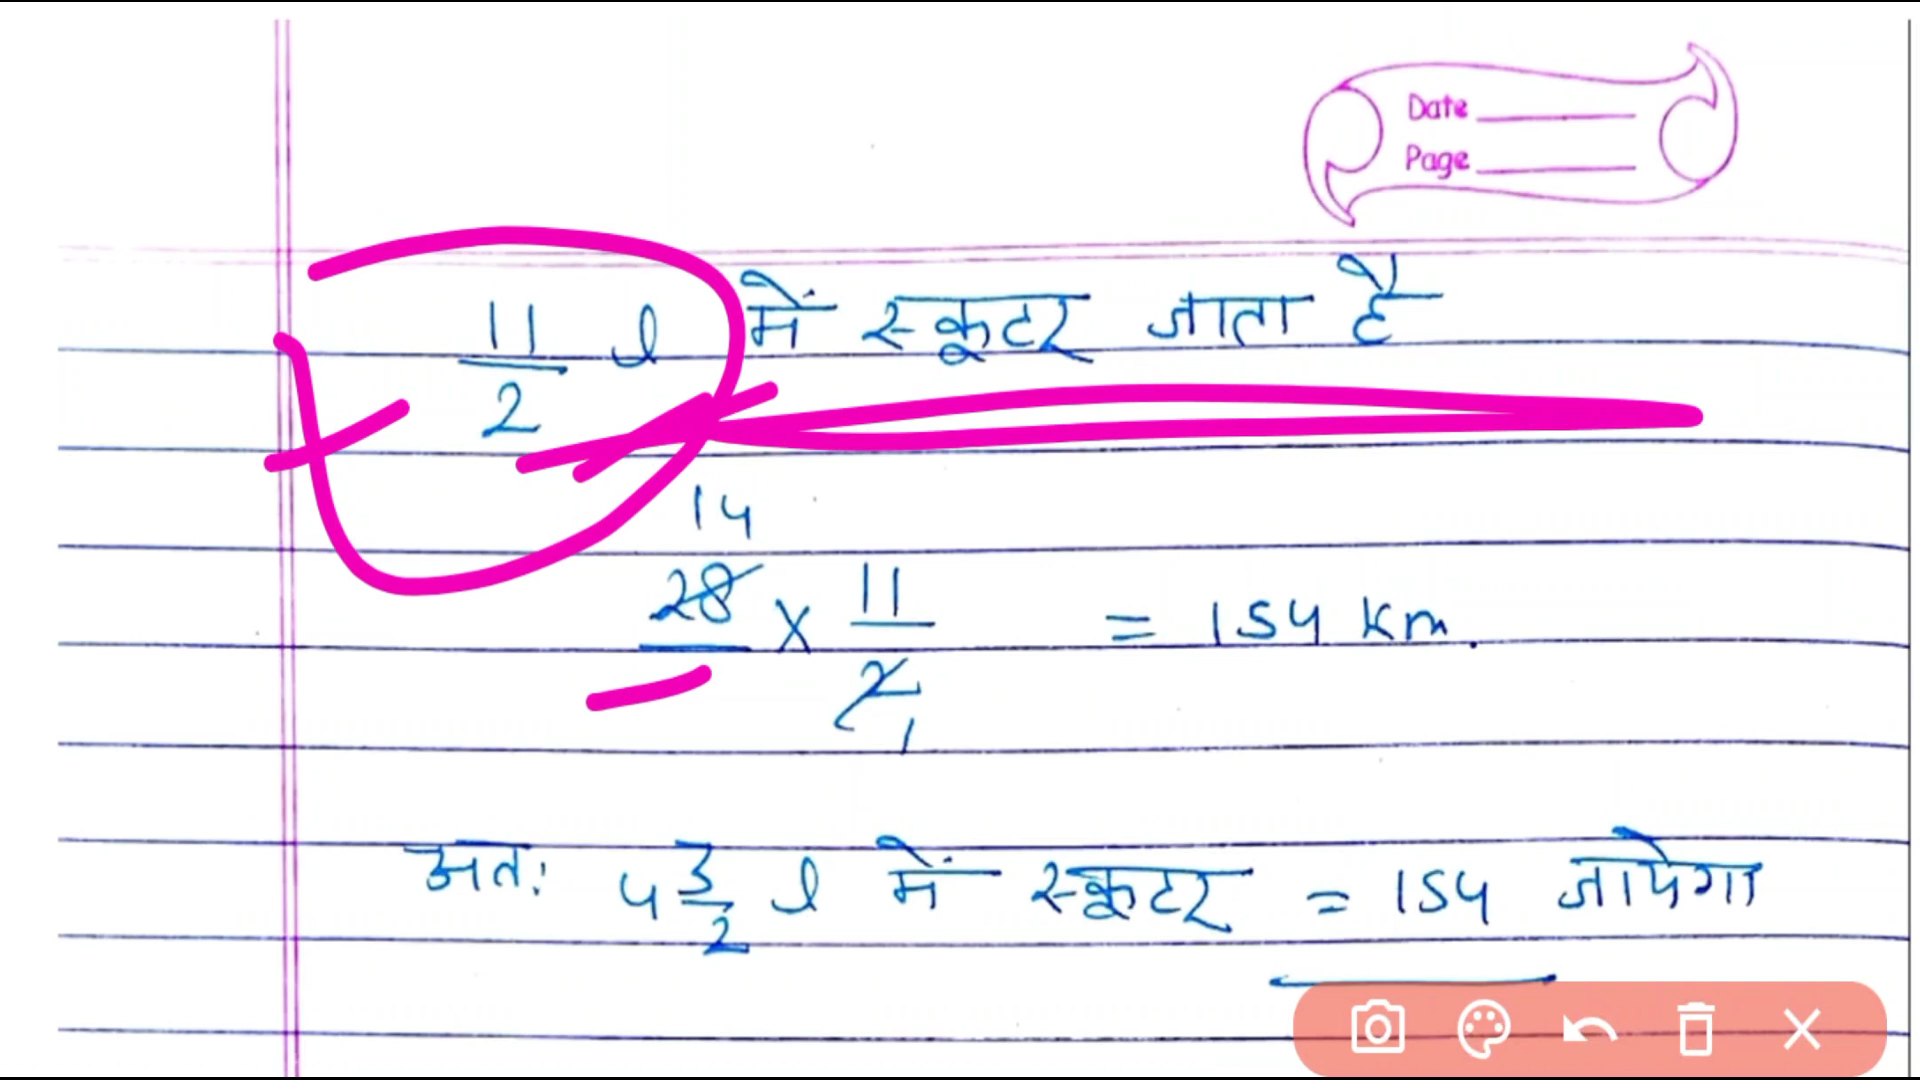 Date
Page
11/2 l में स्कूटर जाता है
14
28 × 11/2 = 154 km.
1
अतः 4 3/2 l में स्कूटर = 154 जायेगा